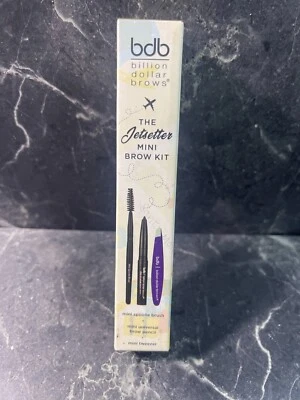 bdb
billion
dollar
brows®
THE
Jetsetter
MINI
BROW KIT
mini spoolie brush
+
mini universal
brow pencil
+
mini tweezer